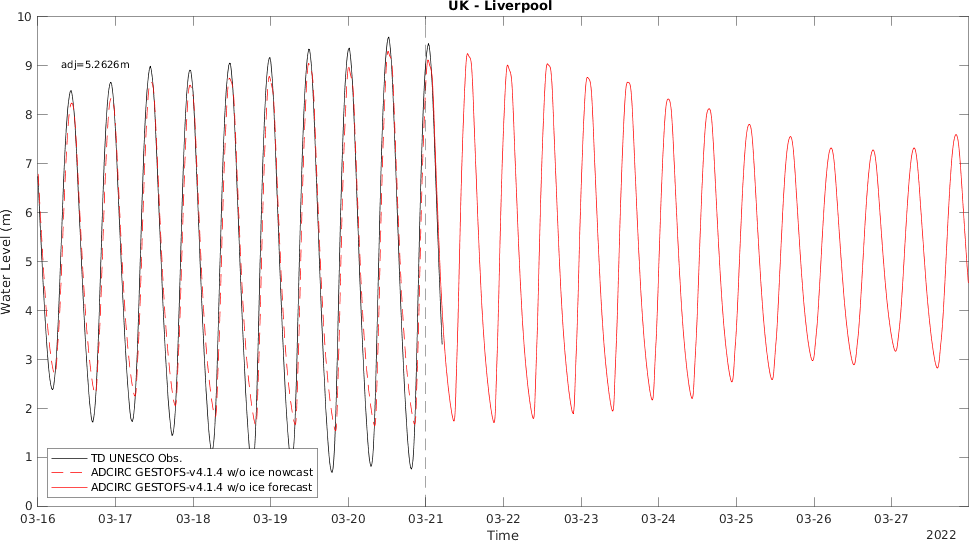 UK - Liverpool
10
9
8
7
6
5
4
3
2
1
0
Water Level (m)
adj=5.2626m
TD UNESCO Obs.
ADCIRC GESTOFS-v4.1.4 w/o ice nowcast
ADCIRC GESTOFS-v4.1.4 w/o ice forecast
03-16 03-17 03-18 03-19 03-20 03-21 03-22 03-23 03-24 03-25 03-26 03-27
Time
2022